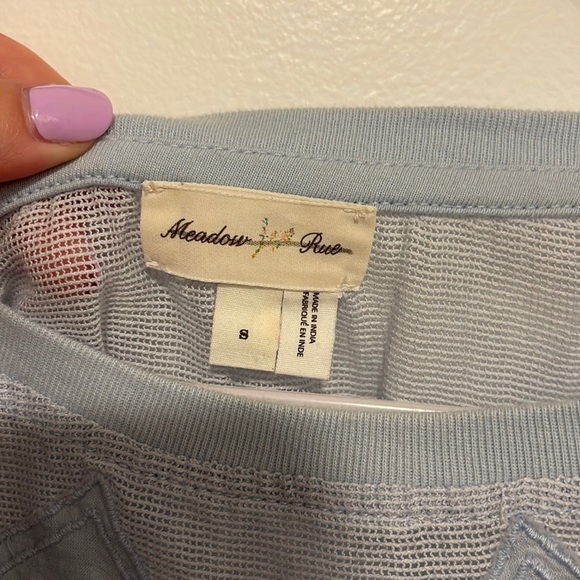 Meadow Rue
S
MADE IN INDIA
FABRIQUÉ EN INDE